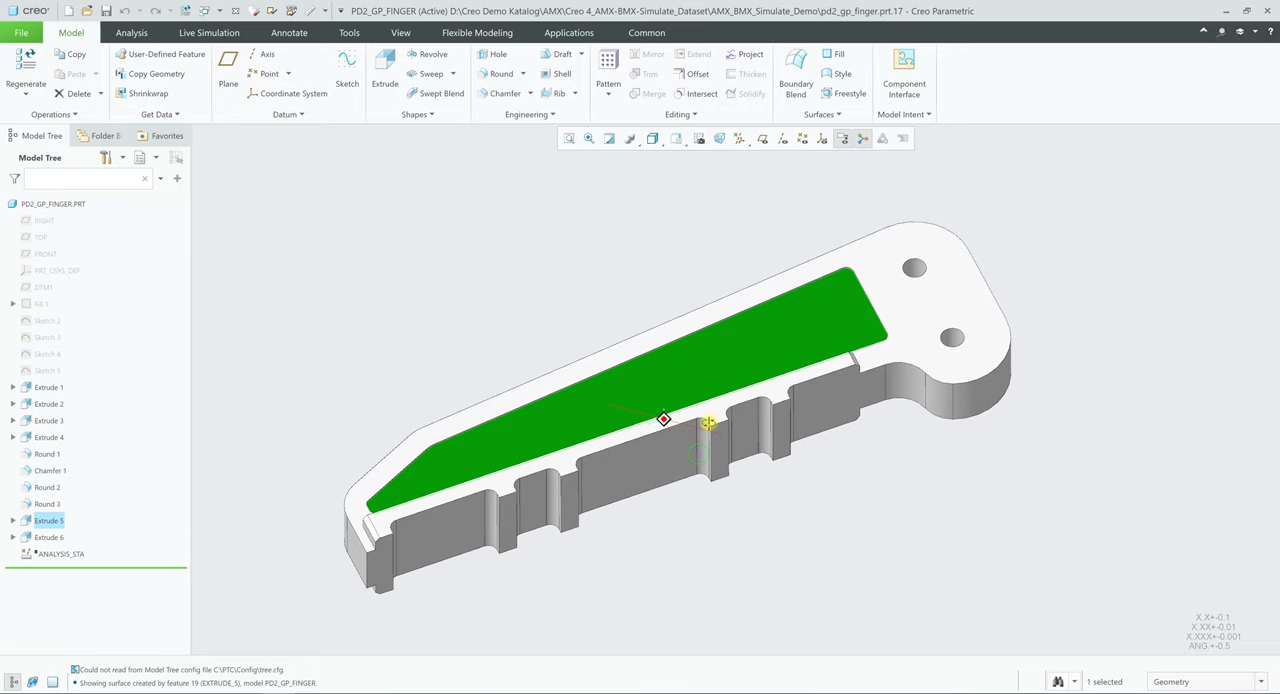 creo PD2_GP_FINGER (Active) D:\Creo Demo Katalog\AMX\Creo 4_AMX-BMX-Simulate_Dataset\AMX_BMX_Simulate_Demo\pd2_gp_finger.prt.17 - Creo Parametric
File Model Analysis Live Simulation Annotate Tools View Flexible Modeling Applications Common
Copy User-Defined Feature Axis Revolve Hole Draft Mirror Extend Project Fill
Regenerate Paste Copy Geometry Plane Point Sketch Extrude Sweep Round Shell Pattern Trim Offset Thicken Boundary Blend Style Component Interface
Delete Shrinkwrap Coordinate System Swept Blend Chamfer Rib Merge Intersect Solidify Freestyle
Operations Get Data Datum Shapes Engineering Editing Surfaces Model Intent
Model Tree Folder B Favorites
Model Tree
PD2_GP_FINGER.PRT
RIGHT
TOP
FRONT
PRT_CSYS_DEF
DTM1
Fill 1
Sketch 2
Sketch 3
Sketch 4
Sketch 5
Extrude 1
Extrude 2
Extrude 3
Extrude 4
Round 1
Chamfer 1
Round 2
Round 3
Extrude 5
Extrude 6
*ANALYSIS_STA
X.X+-0.1
X.XX+-0.01
X.XXX+-0.001
ANG.+-0.5
Could not read from Model Tree config file C:\PTC\Config\tree.cfg.
• Showing surface created by feature 19 (EXTRUDE_5), model PD2_GP_FINGER.
1 selected Geometry